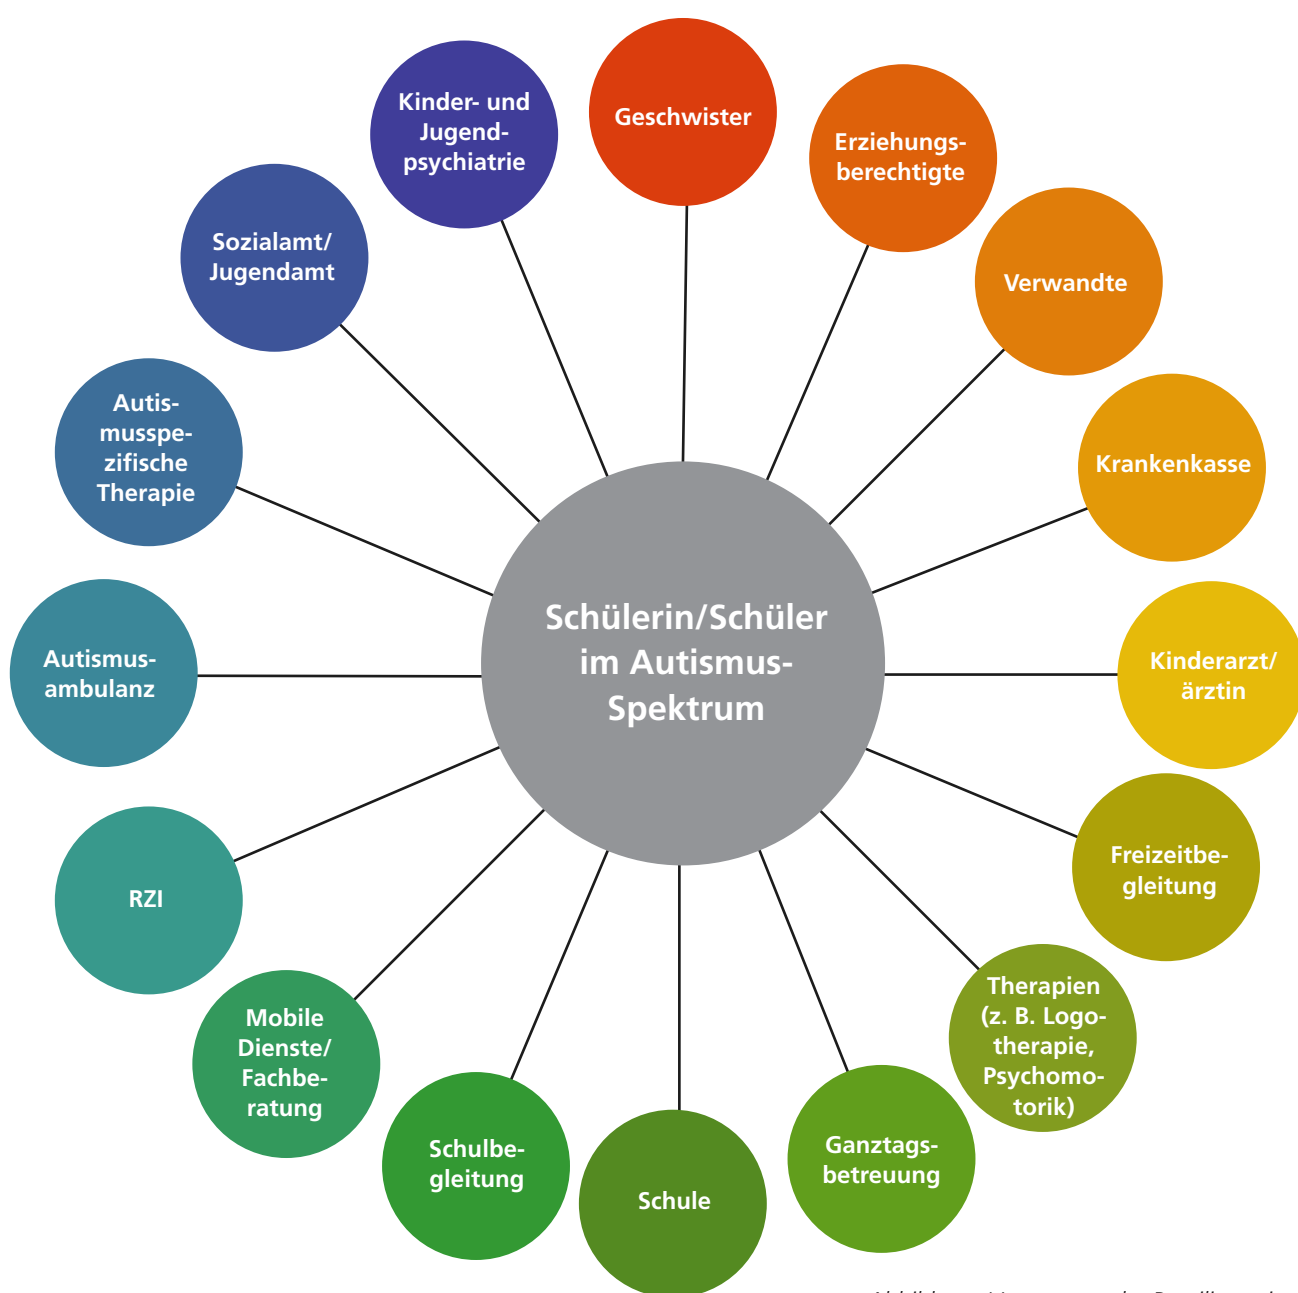 Geschwister
Erziehungs-
berechtigte
Verwandte
Krankenkasse
Kinderarzt/
ärztin
Freizeitbe-
gleitung
Therapien
(z. B. Logo-
therapie,
Psychomo-
torik)
Ganztags-
betreuung
Schule
Schulbe-
gleitung
Mobile
Dienste/
Fachbe-
ratung
RZI
Autismus-
ambulanz
Autis-
musspe-
zifische
Therapie
Sozialamt/
Jugendamt
Kinder- und
Jugend-
psychiatrie
Schülerin/Schüler
im Autismus-
Spektrum